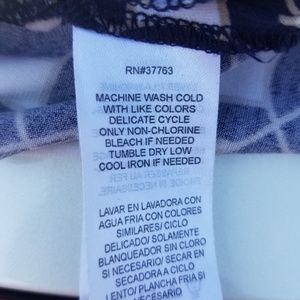 RN#37763
MACHINE WASH COLD
WITH LIKE COLORS
DELICATE CYCLE
ONLY NON-CHLORINE
BLEACH IF NEEDED
TUMBLE DRY LOW
COOL IRON IF NEEDED
LAVAR EN LAVADORA CON
AGUA FRIA CON COLORES
SIMILARES/ CICLO
DELICADO/ SOLAMENTE
BLANQUEADOR SIN CLORO
SI NECESARIO/ SECAR EN
SECADORA A CICLO
LENTO/ PLANCHA FRIA SI
NECESARIO